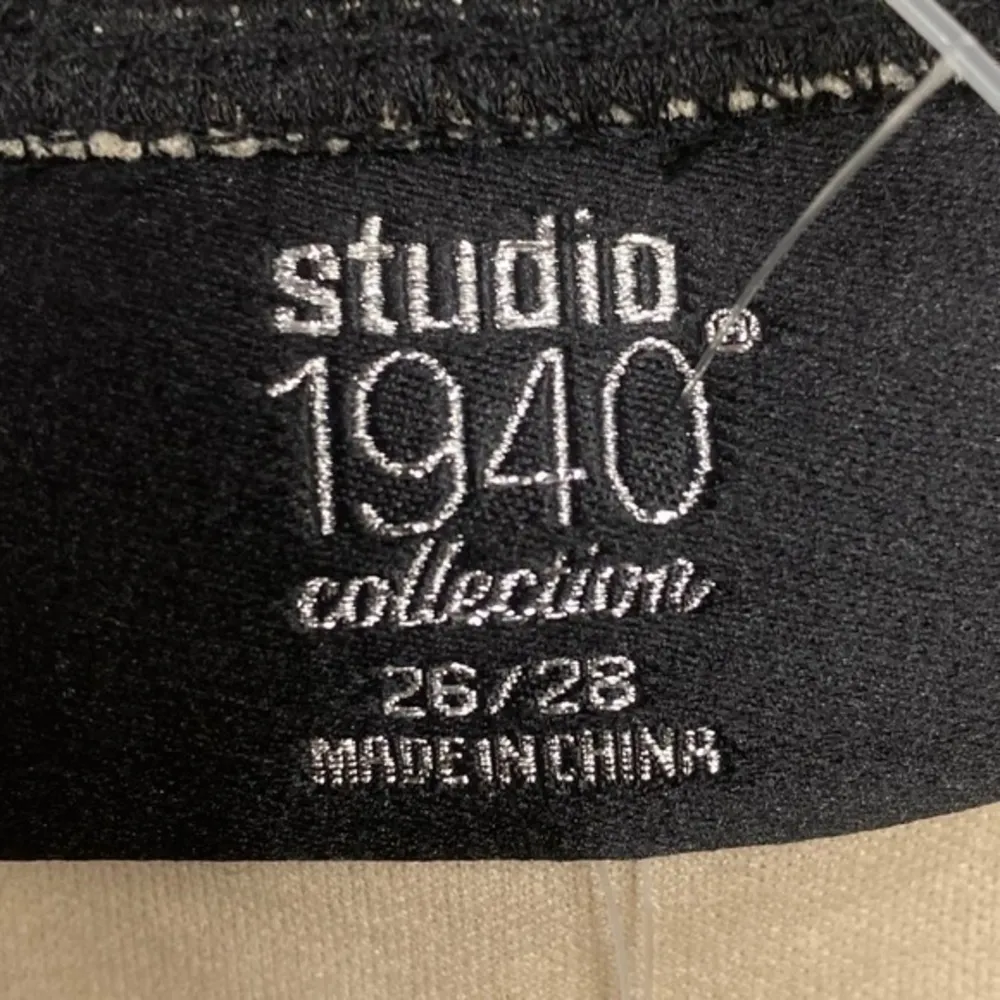 studio
1940®
collection
26/28
MADE IN CHINA